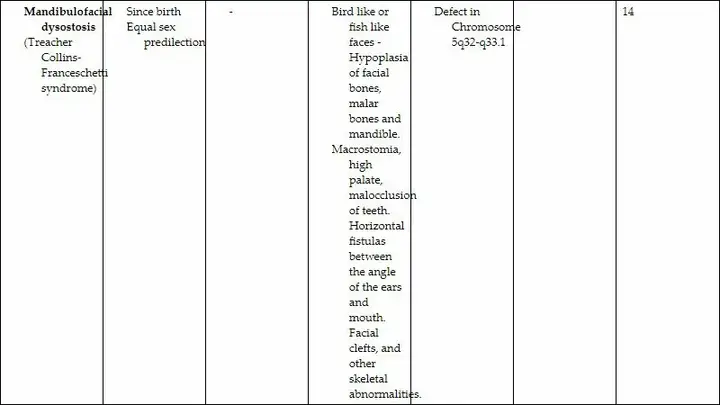 Mandibulofacial
dysostosis
(Treacher
Collins-
Franceschetti
syndrome)
Since birth
Equal sex
predilection
-
Bird like or
fish like
faces -
Hypoplasia
of facial
bones,
malar
bones and
mandible.
Macrostomia,
high
palate,
malocclusion
of teeth.
Horizontal
fistulas
between
the angle
of the ears
and
mouth.
Facial
clefts, and
other
skeletal
abnormalities.
Defect in
Chromosome
5q32-q33.1
14